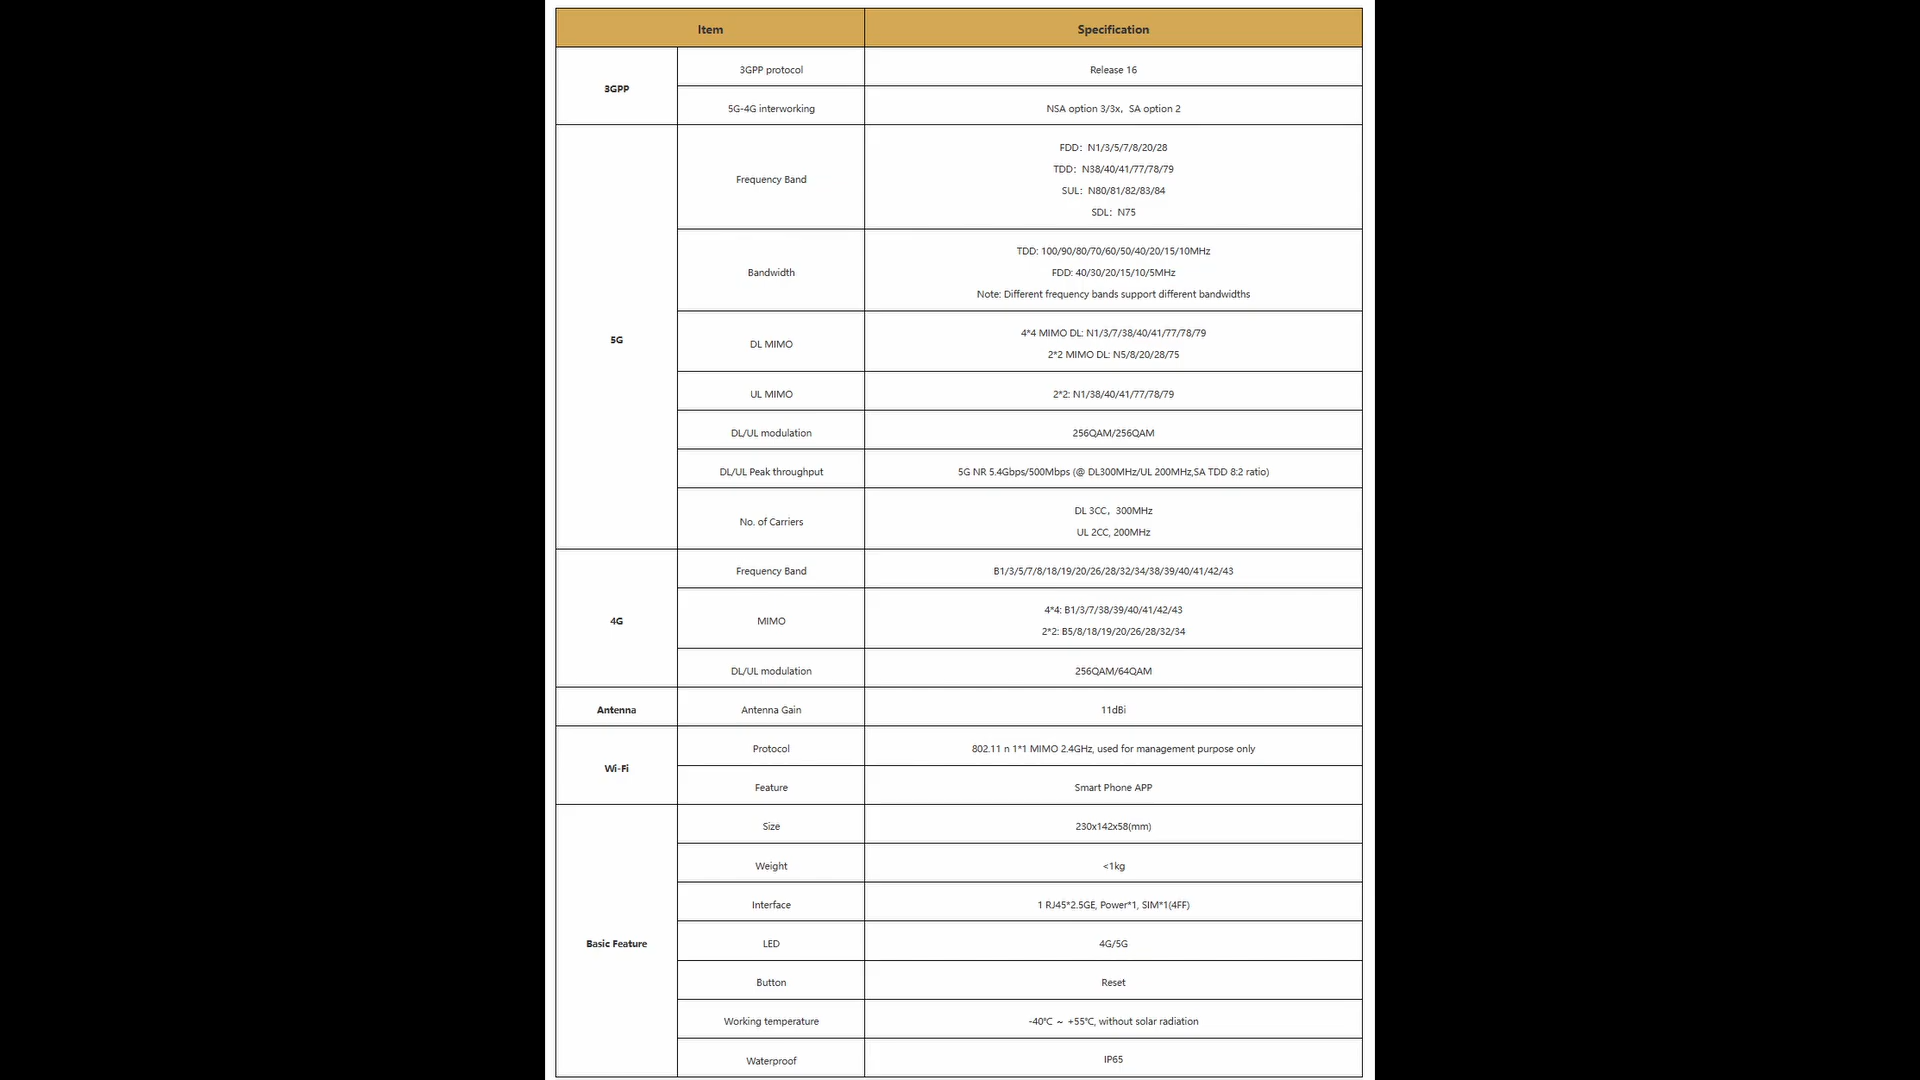 Item
Specification
3GPP
3GPP protocol
Release 16
5G-4G interworking
NSA option 3/3x，SA option 2
5G
Frequency Band
FDD：N1/3/5/7/8/20/28
TDD：N38/40/41/77/78/79
SUL：N80/81/82/83/84
SDL：N75
Bandwidth
TDD: 100/90/80/70/60/50/40/20/15/10MHz
FDD: 40/30/20/15/10/5MHz
Note: Different frequency bands support different bandwidths
DL MIMO
4*4 MIMO DL: N1/3/7/38/40/41/77/78/79
2*2 MIMO DL: N5/8/20/28/75
UL MIMO
2*2: N1/38/40/41/77/78/79
DL/UL modulation
256QAM/256QAM
DL/UL Peak throughput
5G NR 5.4Gbps/500Mbps (@ DL300MHz/UL 200MHz,SA TDD 8:2 ratio)
No. of Carriers
DL 3CC，300MHz
UL 2CC, 200MHz
4G
Frequency Band
B1/3/5/7/8/18/19/20/26/28/32/34/38/39/40/41/42/43
MIMO
4*4: B1/3/7/38/39/40/41/42/43
2*2: B5/8/18/19/20/26/28/32/34
DL/UL modulation
256QAM/64QAM
Antenna
Antenna Gain
11dBi
Wi-Fi
Protocol
802.11 n 1*1 MIMO 2.4GHz, used for management purpose only
Feature
Smart Phone APP
Basic Feature
Size
230x142x58(mm)
Weight
<1kg
Interface
1 RJ45*2.5GE, Power*1, SIM*1(4FF)
LED
4G/5G
Button
Reset
Working temperature
-40℃ ～ +55℃, without solar radiation
Waterproof
IP65